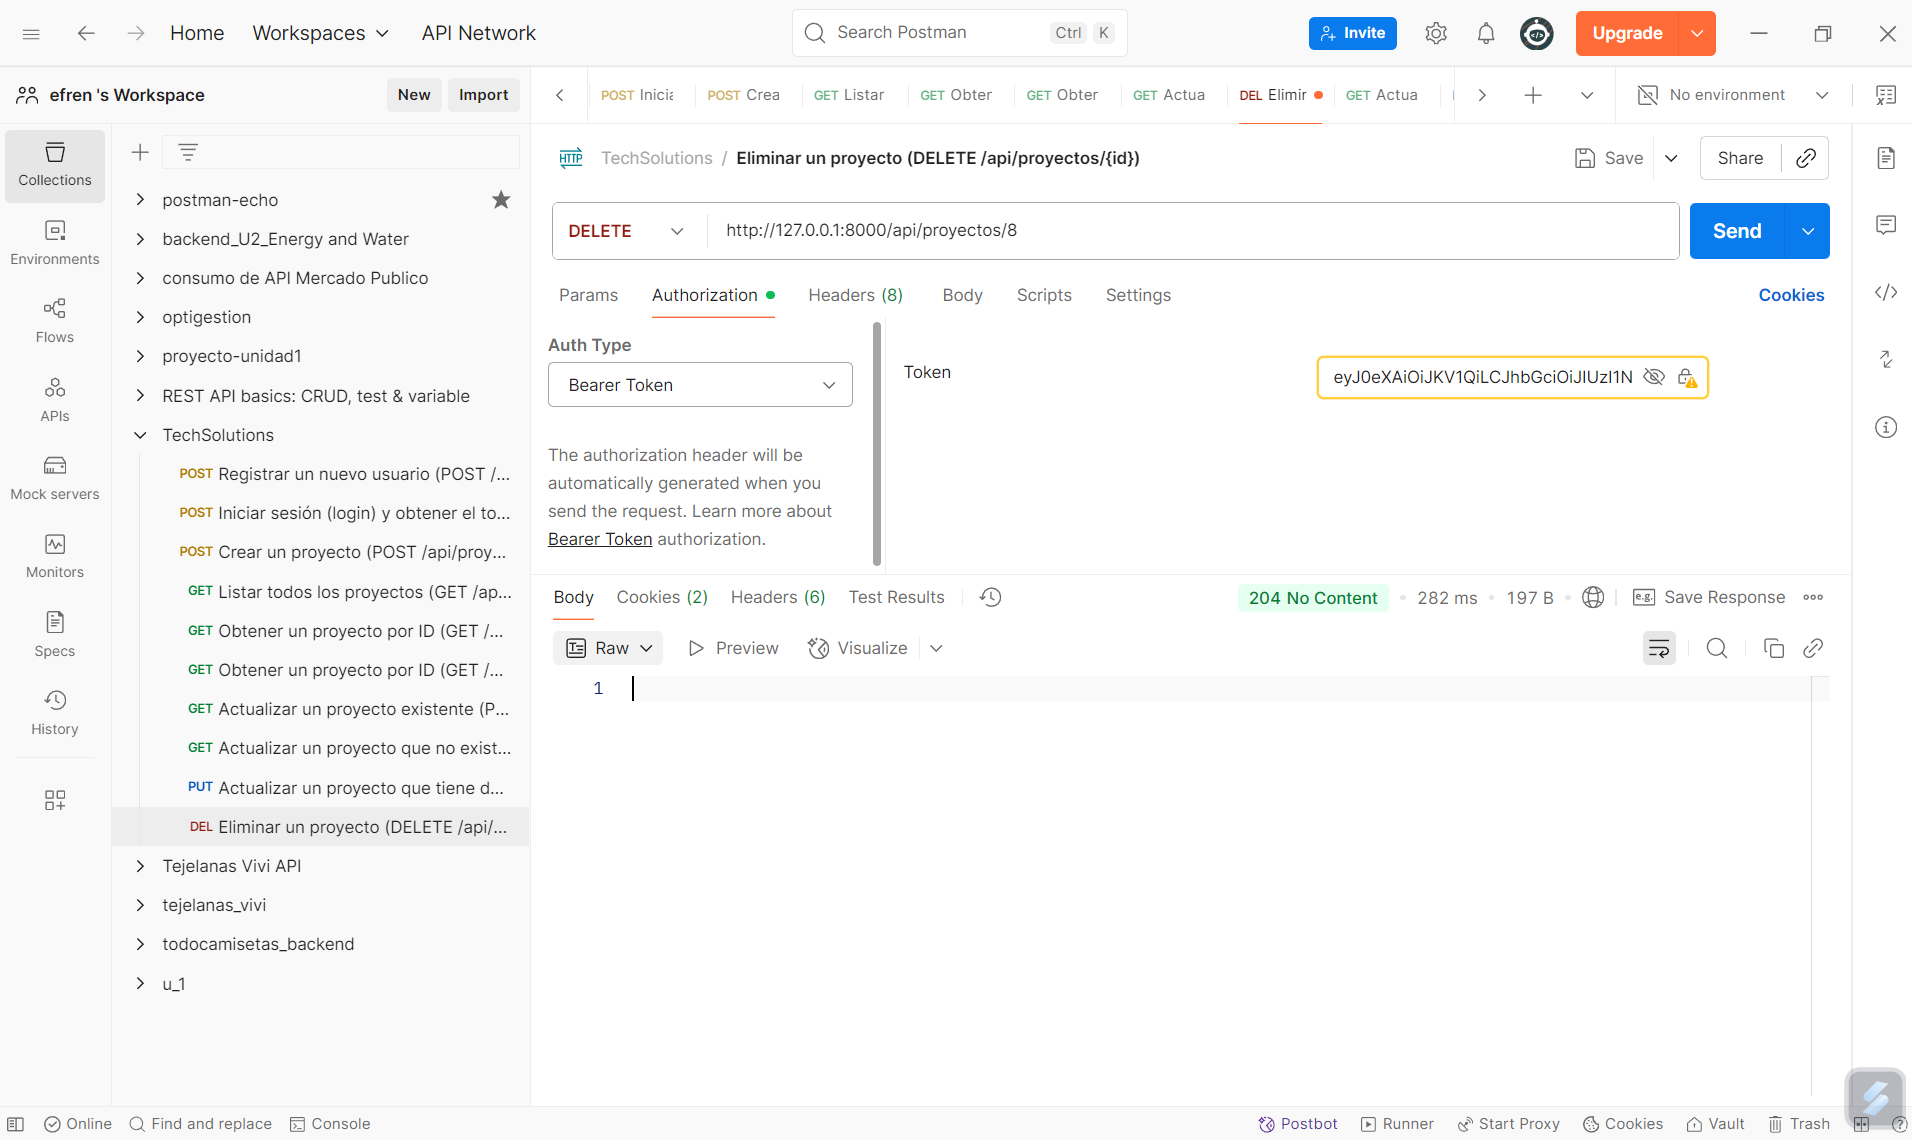 Home
Workspaces
API Network
Search Postman
Ctrl
K
Invite
Upgrade
efren 's Workspace
New
Import
POST Inicia
POST Crea
GET Listar
GET Obter
GET Obter
GET Actua
DEL Elimir
GET Actua
No environment
Collections
Environments
Flows
APIs
Mock servers
Monitors
Specs
History
postman-echo
backend_U2_Energy and Water
consumo de API Mercado Publico
optigestion
proyecto-unidad1
REST API basics: CRUD, test & variable
TechSolutions
POST Registrar un nuevo usuario (POST /...
POST Iniciar sesión (login) y obtener el to...
POST Crear un proyecto (POST /api/proy...
GET Listar todos los proyectos (GET /ap...
GET Obtener un proyecto por ID (GET /...
GET Obtener un proyecto por ID (GET /...
GET Actualizar un proyecto existente (P...
GET Actualizar un proyecto que no exist...
PUT Actualizar un proyecto que tiene d...
DEL Eliminar un proyecto (DELETE /api/...
Tejelanas Vivi API
tejelanas_vivi
todocamisetas_backend
u_1
HTTP
TechSolutions / Eliminar un proyecto (DELETE /api/proyectos/{id})
Save
Share
DELETE
http://127.0.0.1:8000/api/proyectos/8
Send
Params
Authorization
Headers (8)
Body
Scripts
Settings
Cookies
Auth Type
Bearer Token
The authorization header will be
automatically generated when you
send the request. Learn more about
Bearer Token authorization.
Token
eyJ0eXAiOiJKV1QiLCJhbGciOiJIUzI1N
Body
Cookies (2)
Headers (6)
Test Results
204 No Content
282 ms
197 B
e.g.
Save Response
Raw
Preview
Visualize
1
Online
Find and replace
Console
Postbot
Runner
Start Proxy
Cookies
Vault
Trash